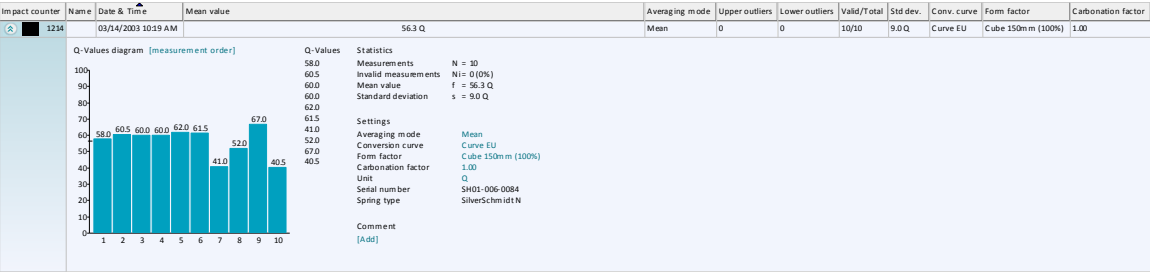 Impact counter Name Date & Time Mean value Averaging mode Upper outliers Lower outliers Valid/Total Std dev. Conv. curve Form factor Carbonation factor
1214 03/14/2003 10:19 AM 56.3 Q Mean 0 0 10/10 9.0 Q Curve EU Cube 150mm (100%) 1.00
Q-Values diagram [measurement order]
100
90
80
70
60
50
40
30
20
10
0
58.0 60.5 60.0 60.0 62.0 61.5 41.0 52.0 67.0 40.5
1 2 3 4 5 6 7 8 9 10
Q-Values
58.0
60.5
60.0
60.0
62.0
61.5
41.0
52.0
67.0
40.5
Statistics
Measurements N = 10
Invalid measurements Ni = 0 (0%)
Mean value f = 56.3 Q
Standard deviation s = 9.0 Q
Settings
Averaging mode Mean
Conversion curve Curve EU
Form factor Cube 150mm (100%)
Carbonation factor 1.00
Unit Q
Serial number SH01-006-0084
Spring type SilverSchmidt N
Comment
[Add]